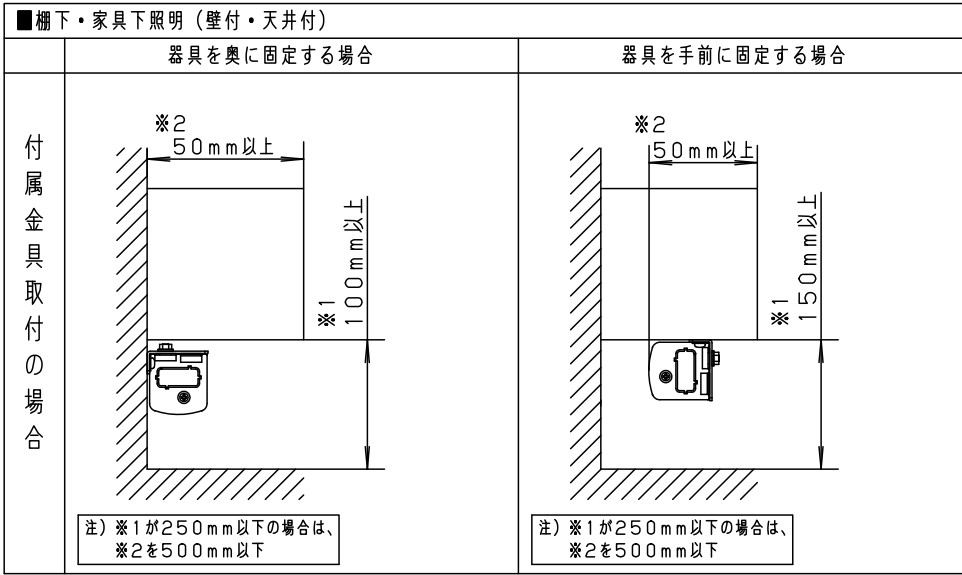 ■棚下・家具下照明（壁付・天井付）
器具を奥に固定する場合
器具を手前に固定する場合
付属金具取付の場合
※2
50mm以上
※1
100mm以上
注）※1が250mm以下の場合は、
※2を500mm以下
※2
50mm以上
※1
150mm以上
注）※1が250mm以下の場合は、
※2を500mm以下